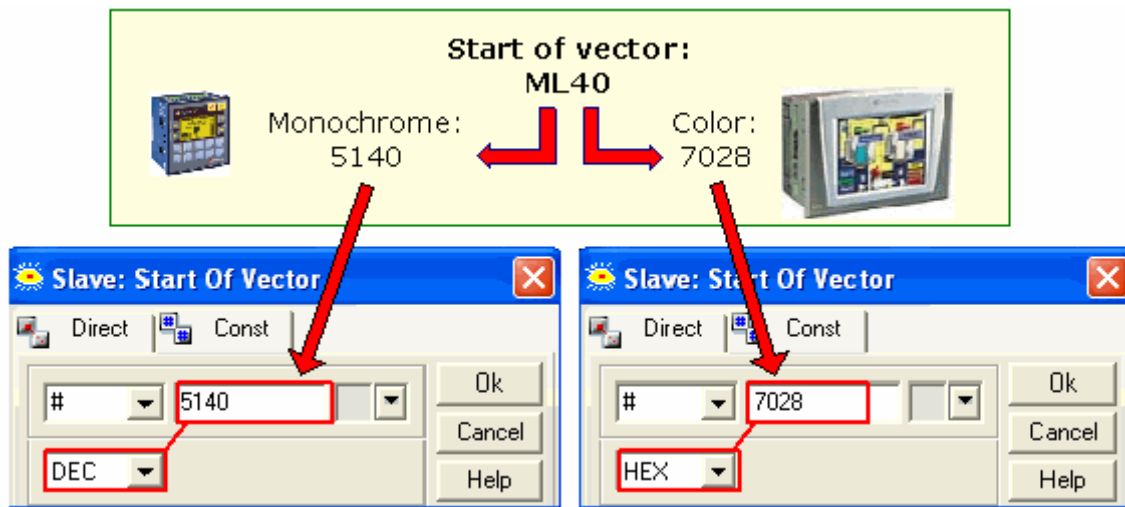 Start of vector:
ML40
Monochrome:
5140
Color:
7028
Slave: Start Of Vector
Direct
Const
#
5140
DEC
Ok
Cancel
Help
Slave: Start Of Vector
Direct
Const
#
7028
HEX
Ok
Cancel
Help